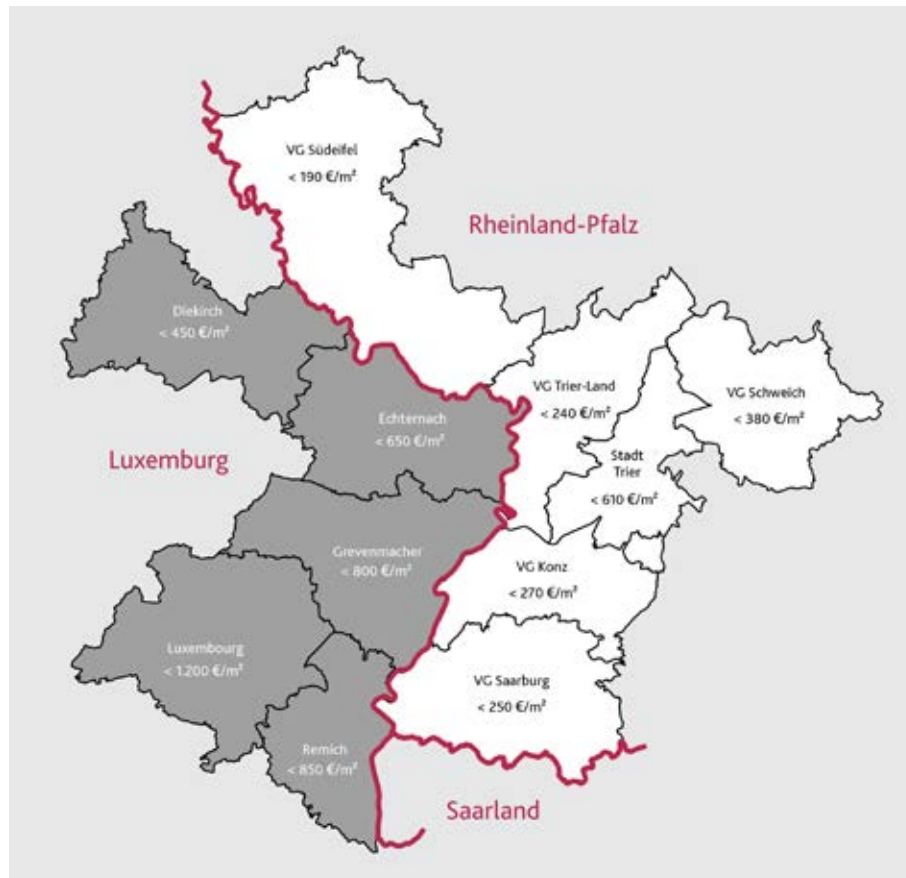 VG Südeifel
< 190 €/m²
Rheinland-Pfalz
Diekirch
< 450 €/m²
VG Trier-Land
< 240 €/m²
VG Schweich
< 380 €/m²
Echternach
< 650 €/m²
Luxemburg
Stadt
Trier
< 610 €/m²
Grevenmacher
< 800 €/m²
VG Konz
< 270 €/m²
Luxembourg
< 1.200 €/m²
VG Saarburg
< 250 €/m²
Remich
< 850 €/m²
Saarland